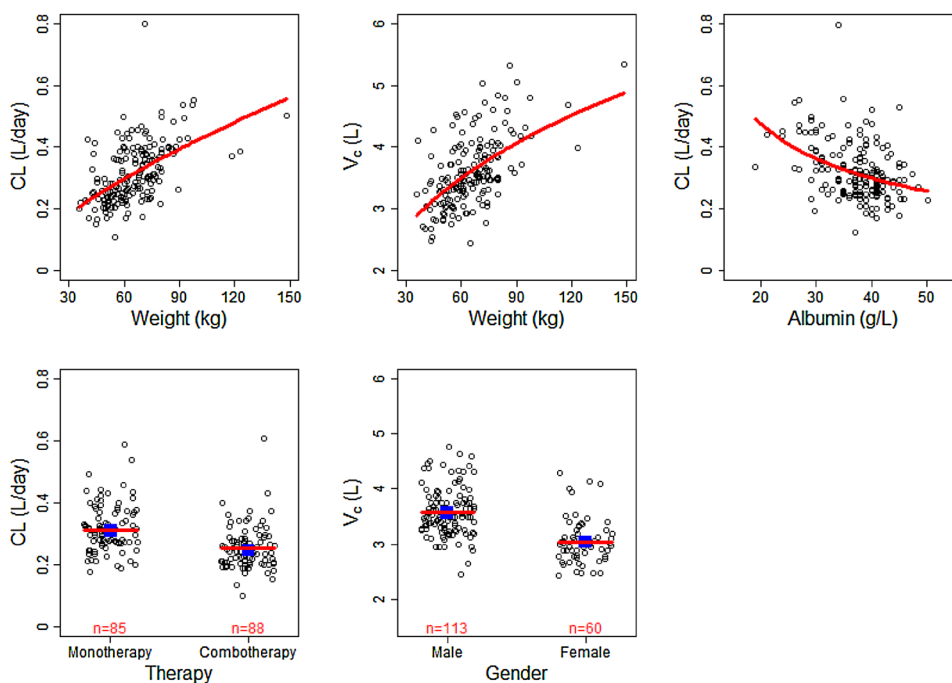 CL (L/day)
0.8
0.6
0.4
0.2
0
30 60 90 120 150
Weight (kg)
Vc (L)
6
5
4
3
2
30 60 90 120 150
Weight (kg)
CL (L/day)
0.8
0.6
0.4
0.2
0
20 30 40 50
Albumin (g/L)
CL (L/day)
0.8
0.6
0.4
0.2
0
n=85 n=88
Monotherapy Combotherapy
Therapy
Vc (L)
6
5
4
3
2
n=113 n=60
Male Female
Gender